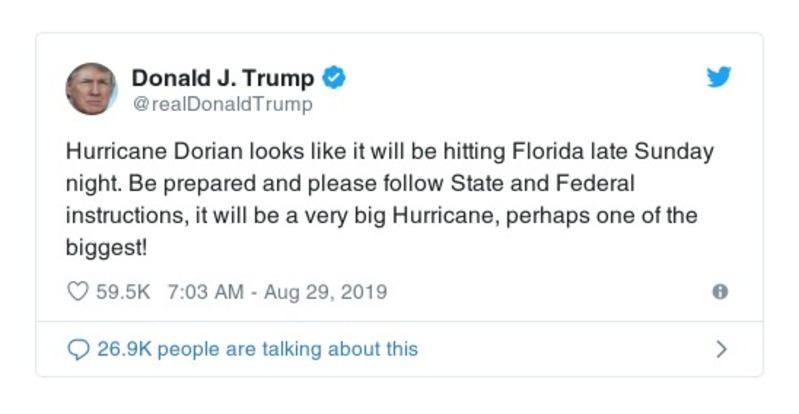 Donald J. Trump
@realDonaldTrump
Hurricane Dorian looks like it will be hitting Florida late Sunday
night. Be prepared and please follow State and Federal
instructions, it will be a very big Hurricane, perhaps one of the
biggest!
59.5K 7:03 AM - Aug 29, 2019
26.9K people are talking about this